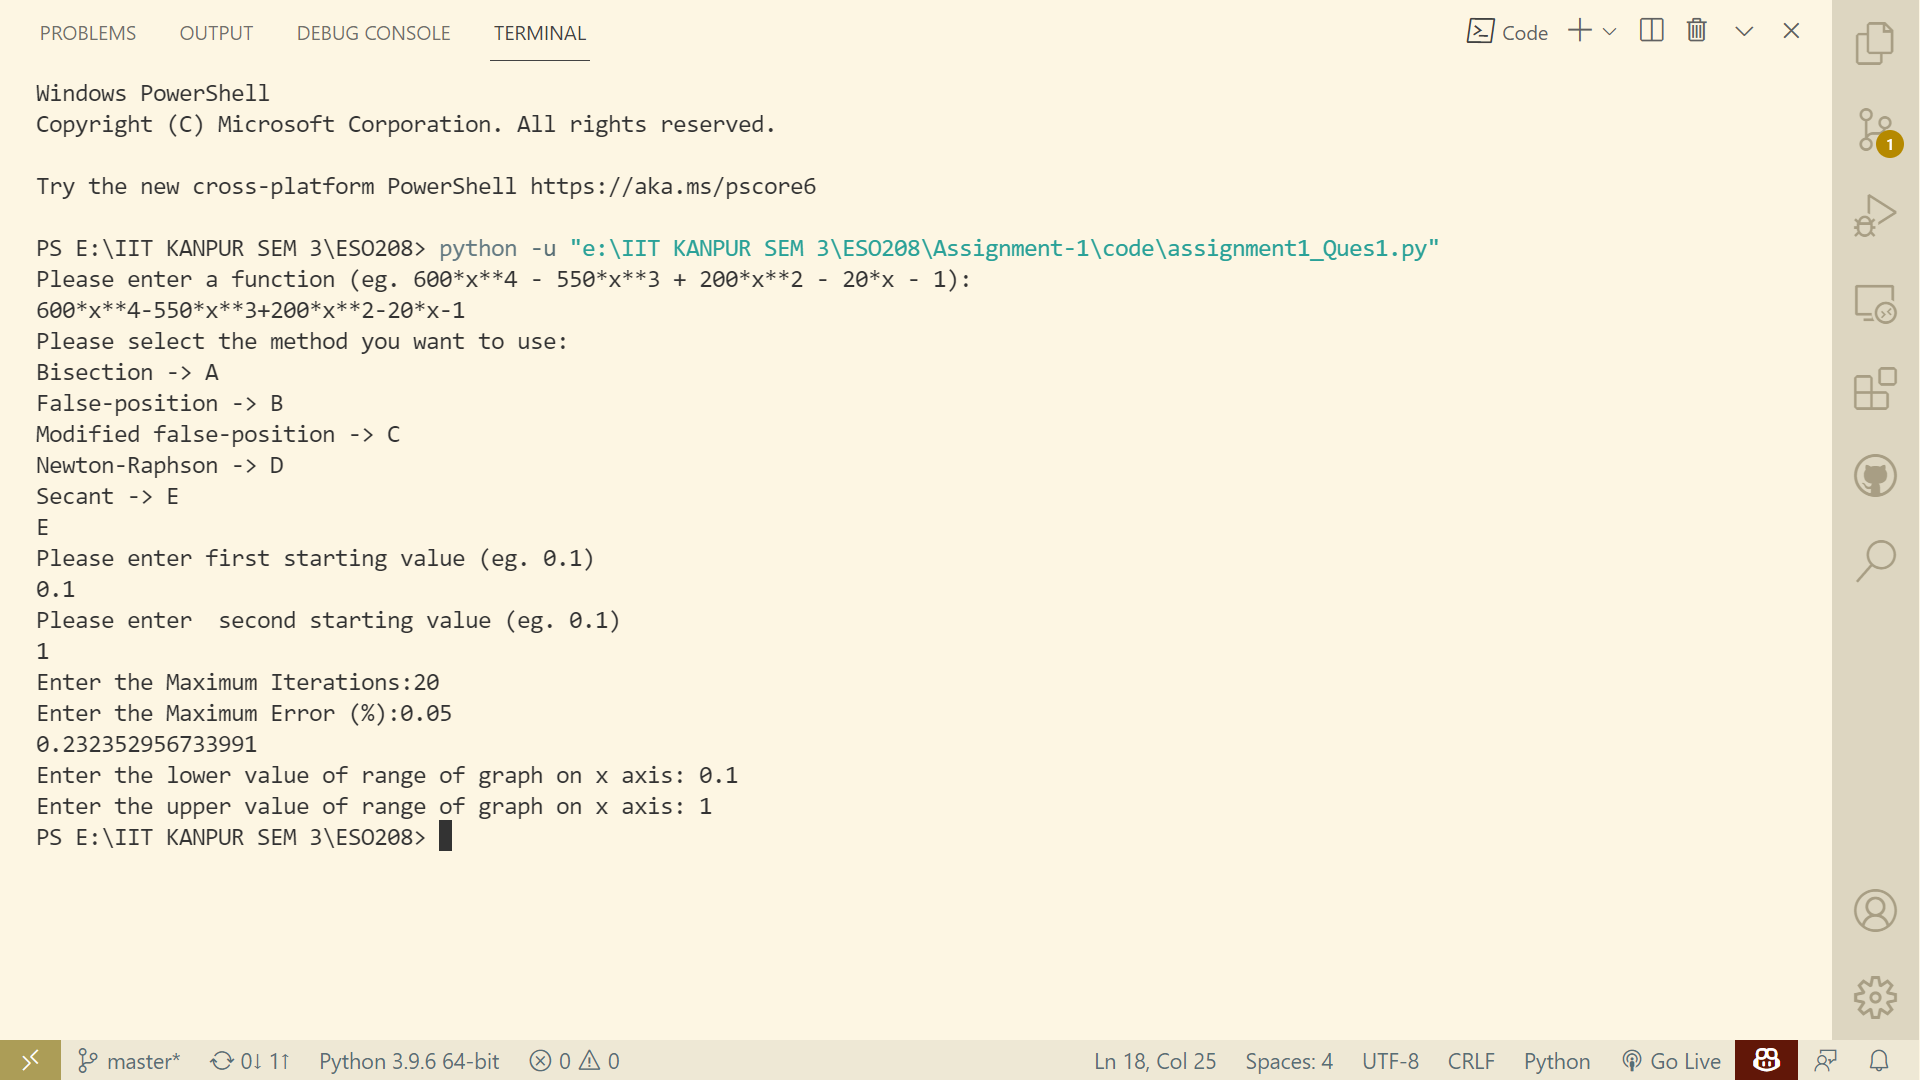 PROBLEMS OUTPUT DEBUG CONSOLE TERMINAL Code
Windows PowerShell
Copyright (C) Microsoft Corporation. All rights reserved.
Try the new cross-platform PowerShell https://aka.ms/pscore6
PS E:\IIT KANPUR SEM 3\ESO208> python -u "e:\IIT KANPUR SEM 3\ESO208\Assignment-1\code\assignment1_Ques1.py"
Please enter a function (eg. 600*x**4 - 550*x**3 + 200*x**2 - 20*x - 1):
600*x**4-550*x**3+200*x**2-20*x-1
Please select the method you want to use:
Bisection -> A
False-position -> B
Modified false-position -> C
Newton-Raphson -> D
Secant -> E
E
Please enter first starting value (eg. 0.1)
0.1
Please enter  second starting value (eg. 0.1)
1
Enter the Maximum Iterations:20
Enter the Maximum Error (%):0.05
0.232352956733991
Enter the lower value of range of graph on x axis: 0.1
Enter the upper value of range of graph on x axis: 1
PS E:\IIT KANPUR SEM 3\ESO208>
1
master* 0↓ 1↑ Python 3.9.6 64-bit 0 0 Ln 18, Col 25 Spaces: 4 UTF-8 CRLF Python Go Live